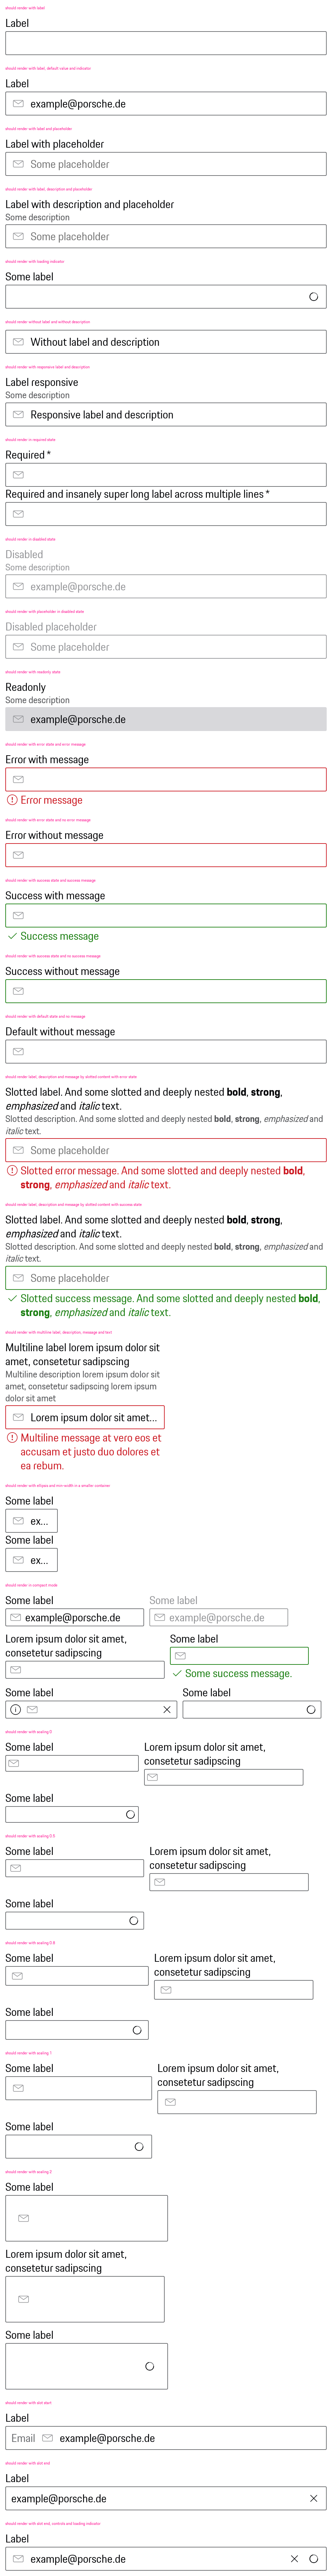 should render with label
Label
should render with label, default value and indicator
Label
example@porsche.de
should render with label and placeholder
Label with placeholder
Some placeholder
should render with label, description and placeholder
Label with description and placeholder
Some description
Some placeholder
should render with loading indicator
Some label
should render without label and without description
Without label and description
should render with responsive label and description
Label responsive
Some description
Responsive label and description
should render in required state
Required *
Required and insanely super long label across multiple lines *
should render in disabled state
Disabled
Some description
example@porsche.de
should render with placeholder in disabled state
Disabled placeholder
Some placeholder
should render with readonly state
Readonly
Some description
example@porsche.de
should render with error state and error message
Error with message
Error message
should render with error state and no error message
Error without message
should render with success state and success message
Success with message
Success message
should render with success state and no success message
Success without message
should render with default state and no message
Default without message
should render label, description and message by slotted content with error state
Slotted label. And some slotted and deeply nested bold, strong,
emphasized and italic text.
Slotted description. And some slotted and deeply nested bold, strong, emphasized and
italic text.
Some placeholder
Slotted error message. And some slotted and deeply nested bold,
strong, emphasized and italic text.
should render label, description and message by slotted content with success state
Slotted label. And some slotted and deeply nested bold, strong,
emphasized and italic text.
Slotted description. And some slotted and deeply nested bold, strong, emphasized and
italic text.
Some placeholder
Slotted success message. And some slotted and deeply nested bold,
strong, emphasized and italic text.
should render with multiline label, description, message and text
Multiline label lorem ipsum dolor sit
amet, consetetur sadipscing
Multiline description lorem ipsum dolor sit
amet, consetetur sadipscing lorem ipsum
dolor sit amet
Lorem ipsum dolor sit amet...
Multiline message at vero eos et
accusam et justo duo dolores et
ea rebum.
should render with ellipsis and min-width in a smaller container
Some label
ex...
Some label
ex...
should render in compact mode
Some label
Some label
example@porsche.de
example@porsche.de
Lorem ipsum dolor sit amet,
consetetur sadipscing
Some label
Some success message.
Some label
Some label
should render with scaling 0
Some label
Lorem ipsum dolor sit amet,
consetetur sadipscing
Some label
should render with scaling 0.5
Some label
Lorem ipsum dolor sit amet,
consetetur sadipscing
Some label
should render with scaling 0.8
Some label
Lorem ipsum dolor sit amet,
consetetur sadipscing
Some label
should render with scaling 1
Some label
Lorem ipsum dolor sit amet,
consetetur sadipscing
Some label
Some label
Lorem ipsum dolor sit amet,
consetetur sadipscing
Some label
should render with slot start
Label
Email
example@porsche.de
should render with slot end
Label
example@porsche.de
should render with slot end, controls and loading indicator
Label
example@porsche.de